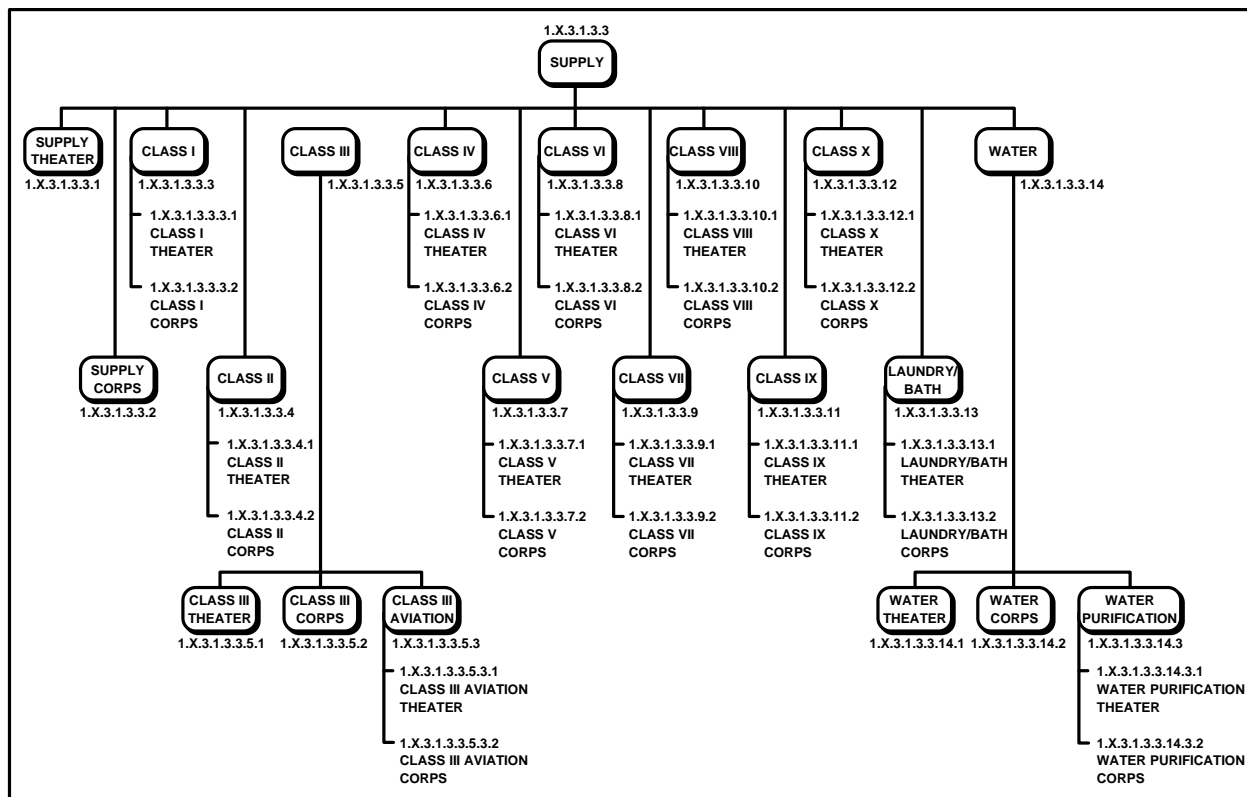 1.X.3.1.3.3
SUPPLY
SUPPLY
THEATER
1.X.3.1.3.3.1
CLASS I
1.X.3.1.3.3.3
1.X.3.1.3.3.3.1
CLASS I
THEATER
1.X.3.1.3.3.3.2
CLASS I
CORPS
CLASS III
1.X.3.1.3.3.5
CLASS IV
1.X.3.1.3.3.6
1.X.3.1.3.3.6.1
CLASS IV
THEATER
1.X.3.1.3.3.6.2
CLASS IV
CORPS
CLASS VI
1.X.3.1.3.3.8
1.X.3.1.3.3.8.1
CLASS VI
THEATER
1.X.3.1.3.3.8.2
CLASS VI
CORPS
CLASS VIII
1.X.3.1.3.3.10
1.X.3.1.3.3.10.1
CLASS VIII
THEATER
1.X.3.1.3.3.10.2
CLASS VIII
CORPS
CLASS X
1.X.3.1.3.3.12
1.X.3.1.3.3.12.1
CLASS X
THEATER
1.X.3.1.3.3.12.2
CLASS X
CORPS
WATER
1.X.3.1.3.3.14
SUPPLY
CORPS
1.X.3.1.3.3.2
CLASS II
1.X.3.1.3.3.4
1.X.3.1.3.3.4.1
CLASS II
THEATER
1.X.3.1.3.3.4.2
CLASS II
CORPS
CLASS V
1.X.3.1.3.3.7
1.X.3.1.3.3.7.1
CLASS V
THEATER
1.X.3.1.3.3.7.2
CLASS V
CORPS
CLASS VII
1.X.3.1.3.3.9
1.X.3.1.3.3.9.1
CLASS VII
THEATER
1.X.3.1.3.3.9.2
CLASS VII
CORPS
CLASS IX
1.X.3.1.3.3.11
1.X.3.1.3.3.11.1
CLASS IX
THEATER
1.X.3.1.3.3.11.2
CLASS IX
CORPS
LAUNDRY/
BATH
1.X.3.1.3.3.13
1.X.3.1.3.3.13.1
LAUNDRY/BATH
THEATER
1.X.3.1.3.3.13.2
LAUNDRY/BATH
CORPS
CLASS III
THEATER
1.X.3.1.3.3.5.1
CLASS III
CORPS
1.X.3.1.3.3.5.2
CLASS III
AVIATION
1.X.3.1.3.3.5.3
1.X.3.1.3.3.5.3.1
CLASS III AVIATION
THEATER
1.X.3.1.3.3.5.3.2
CLASS III AVIATION
CORPS
WATER
THEATER
1.X.3.1.3.3.14.1
WATER
CORPS
1.X.3.1.3.3.14.2
WATER
PURIFICATION
1.X.3.1.3.3.14.3
1.X.3.1.3.3.14.3.1
WATER PURIFICATION
THEATER
1.X.3.1.3.3.14.3.2
WATER PURIFICATION
CORPS